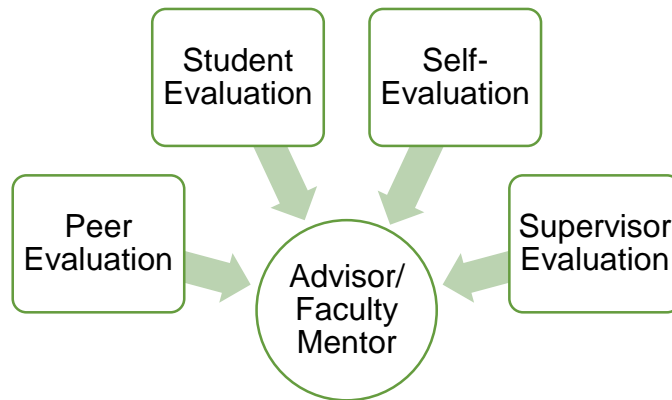 Student
Evaluation
Self-
Evaluation
Peer
Evaluation
Supervisor
Evaluation
Advisor/
Faculty
Mentor